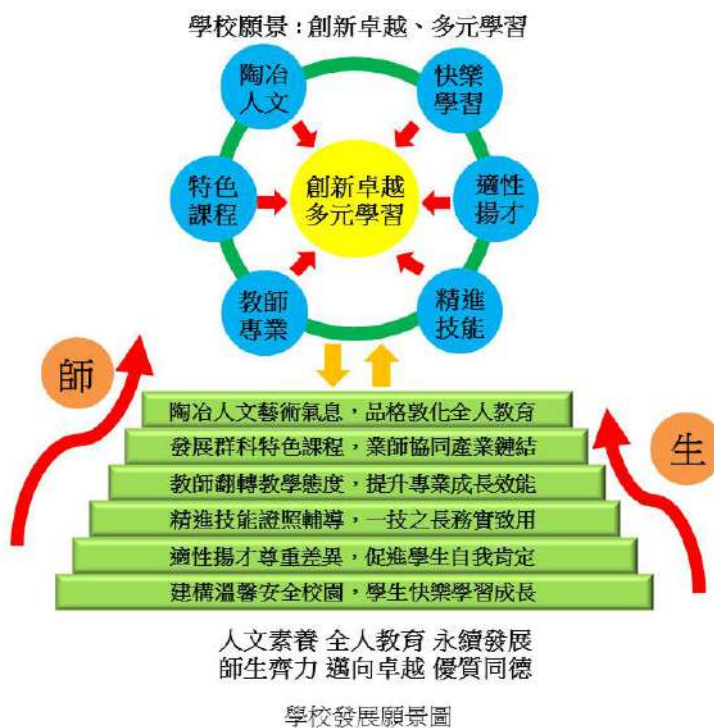 學校願景：創新卓越、多元學習
陶冶
人文
快樂
學習
特色
課程
創新卓越
多元學習
適性
揚才
教師
專業
精進
技能
師
生
陶冶人文藝術氣息，品格敦化全人教育
發展群科特色課程，業師協同產業鏈結
教師翻轉教學態度，提升專業成長效能
精進技能證照輔導，一技之長務實致用
適性揚才尊重差異，促進學生自我肯定
建構溫馨安全校園，學生快樂學習成長
人文素養 全人教育 永續發展
師生齊力 邁向卓越 優質同德
學校發展願景圖